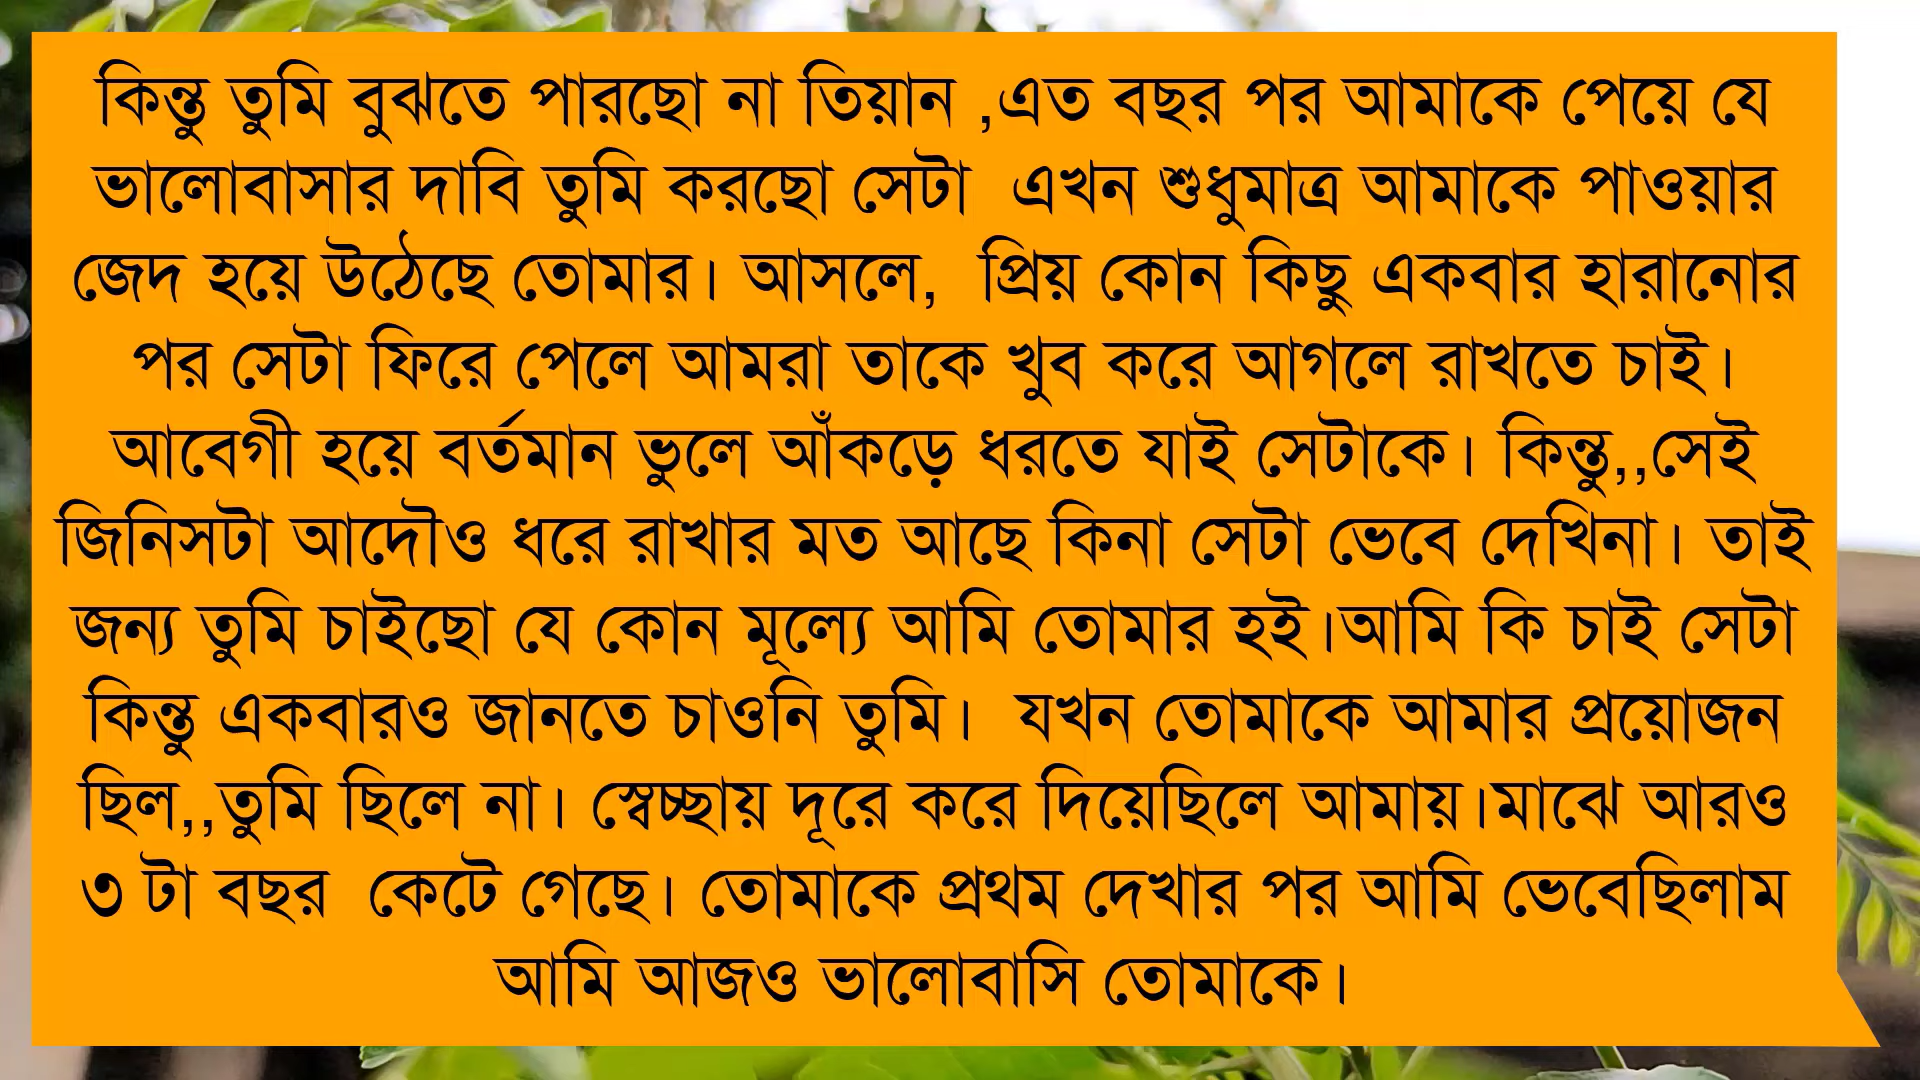 কিন্তু তুমি বুঝতে পারছো না তিয়ান ,এত বছর পর আমাকে পেয়ে যে
ভালোবাসার দাবি তুমি করছো সেটা  এখন শুধুমাত্র আমাকে পাওয়ার
জেদ হয়ে উঠেছে তোমার। আসলে,  প্রিয় কোন কিছু একবার হারানোর
পর সেটা ফিরে পেলে আমরা তাকে খুব করে আগলে রাখতে চাই।
আবেগী হয়ে বর্তমান ভুলে আঁকড়ে ধরতে যাই সেটাকে। কিন্তু,,সেই
জিনিসটা আদৌও ধরে রাখার মত আছে কিনা সেটা ভেবে দেখিনা। তাই
জন্য তুমি চাইছো যে কোন মূল্যে আমি তোমার হই।আমি কি চাই সেটা
কিন্তু একবারও জানতে চাওনি তুমি।  যখন তোমাকে আমার প্রয়োজন
ছিল,,তুমি ছিলে না। স্বেচ্ছায় দূরে করে দিয়েছিলে আমায়।মাঝে আরও
৩ টা বছর  কেটে গেছে। তোমাকে প্রথম দেখার পর আমি ভেবেছিলাম
আমি আজও ভালোবাসি তোমাকে।